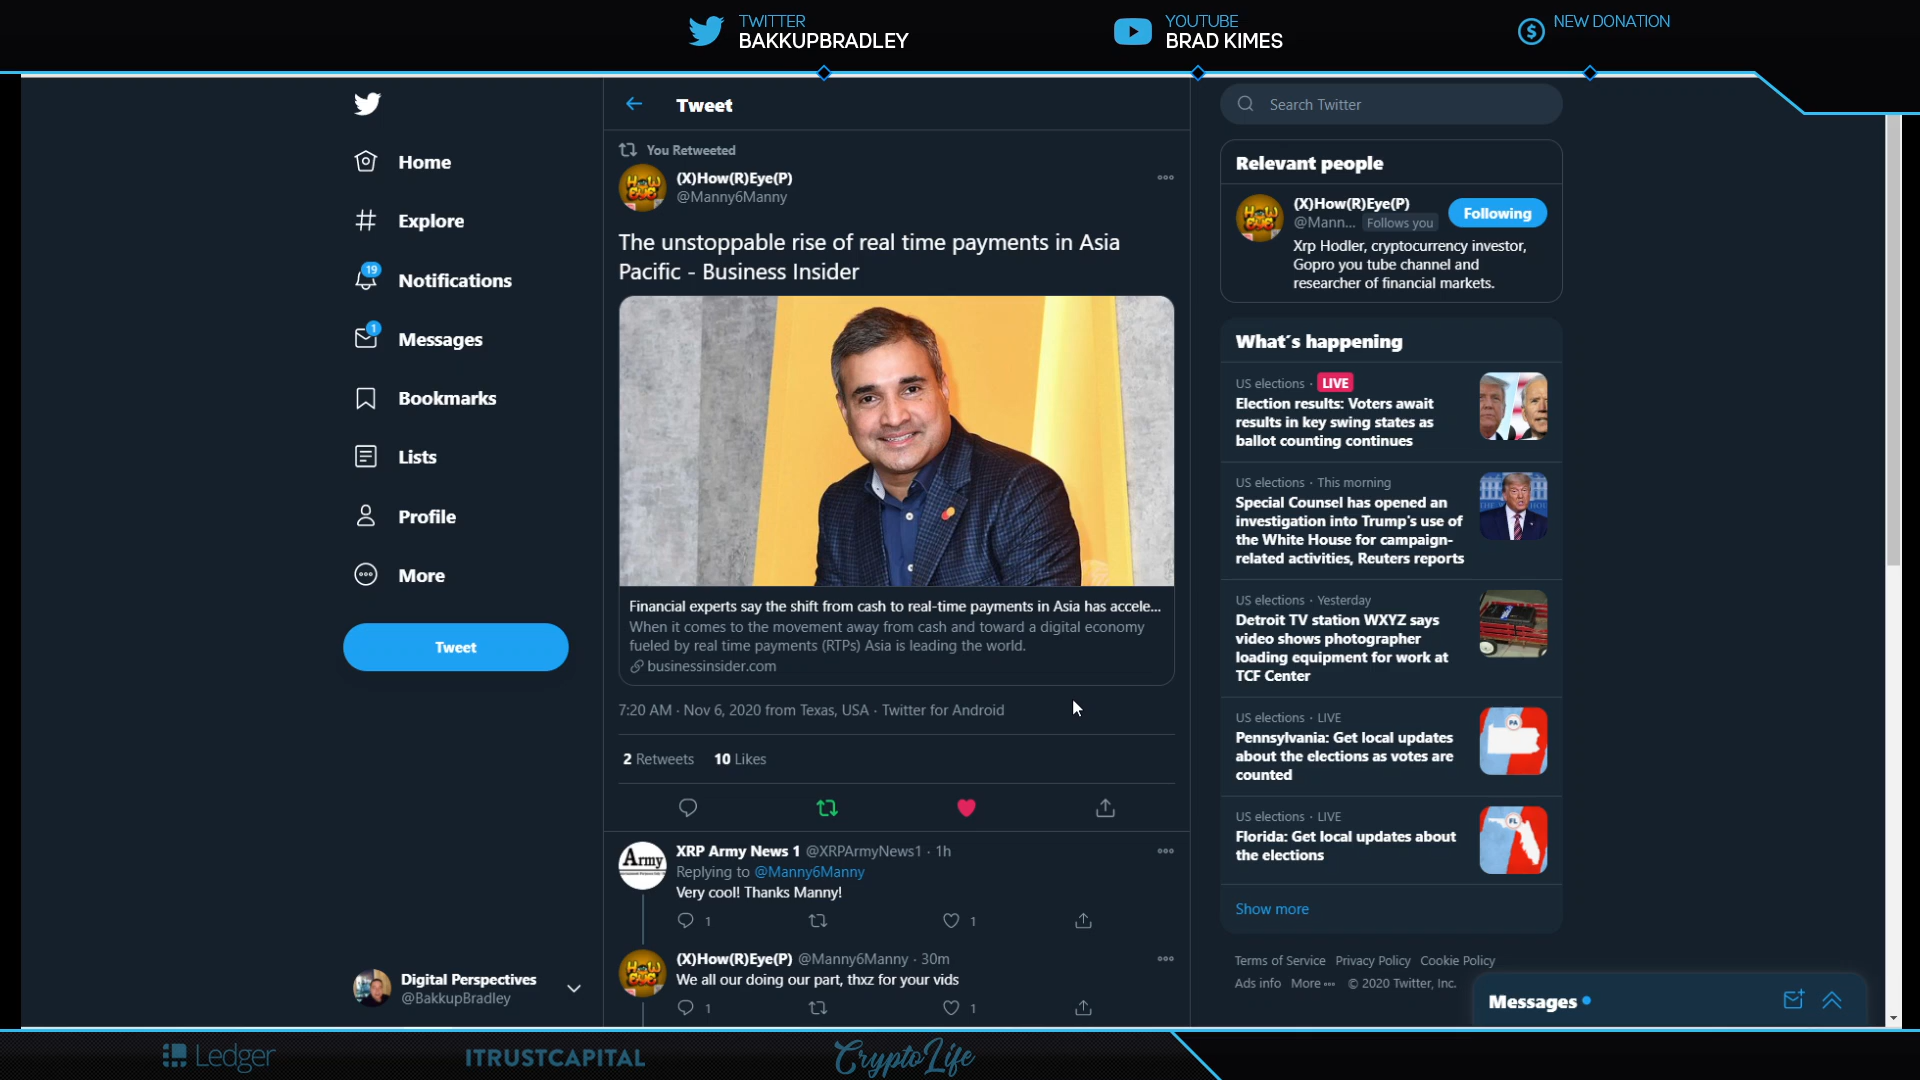 TWITTER
BAKKUPBRADLEY
YOUTUBE
BRAD KIMES
NEW DONATION
Home
Explore
19
Notifications
1
Messages
Bookmarks
Lists
Profile
More
Tweet
Digital Perspectives
@BakkupBradley
Tweet
You Retweeted
(X)How(R)Eye(P)
@Manny6Manny
The unstoppable rise of real time payments in Asia
Pacific - Business Insider
Financial experts say the shift from cash to real-time payments in Asia has accele...
When it comes to the movement away from cash and toward a digital economy
fueled by real time payments (RTPs) Asia is leading the world.
businessinsider.com
7:20 AM · Nov 6, 2020 from Texas, USA · Twitter for Android
2 Retweets 10 Likes
XRP Army News 1 @XRPArmyNews1 · 1h
Army
Replying to @Manny6Manny
Very cool! Thanks Manny!
1 1
(X)How(R)Eye(P) @Manny6Manny · 30m
We all our doing our part, thxz for your vids
1 1
Search Twitter
Relevant people
(X)How(R)Eye(P)
@Mann... Follows you
Following
Xrp Hodler, cryptocurrency investor,
Gopro you tube channel and
researcher of financial markets.
What's happening
US elections · LIVE
Election results: Voters await
results in key swing states as
ballot counting continues
US elections · This morning
Special Counsel has opened an
investigation into Trump's use of
the White House for campaign-
related activities, Reuters reports
US elections · Yesterday
Detroit TV station WXYZ says
video shows photographer
loading equipment for work at
TCF Center
US elections · LIVE
Pennsylvania: Get local updates
about the elections as votes are
counted
PA
US elections · LIVE
Florida: Get local updates about
the elections
FL
Show more
Terms of Service Privacy Policy Cookie Policy
Ads info More ··· © 2020 Twitter, Inc.
Messages
Ledger
ITRUSTCAPITAL
CryptoLife